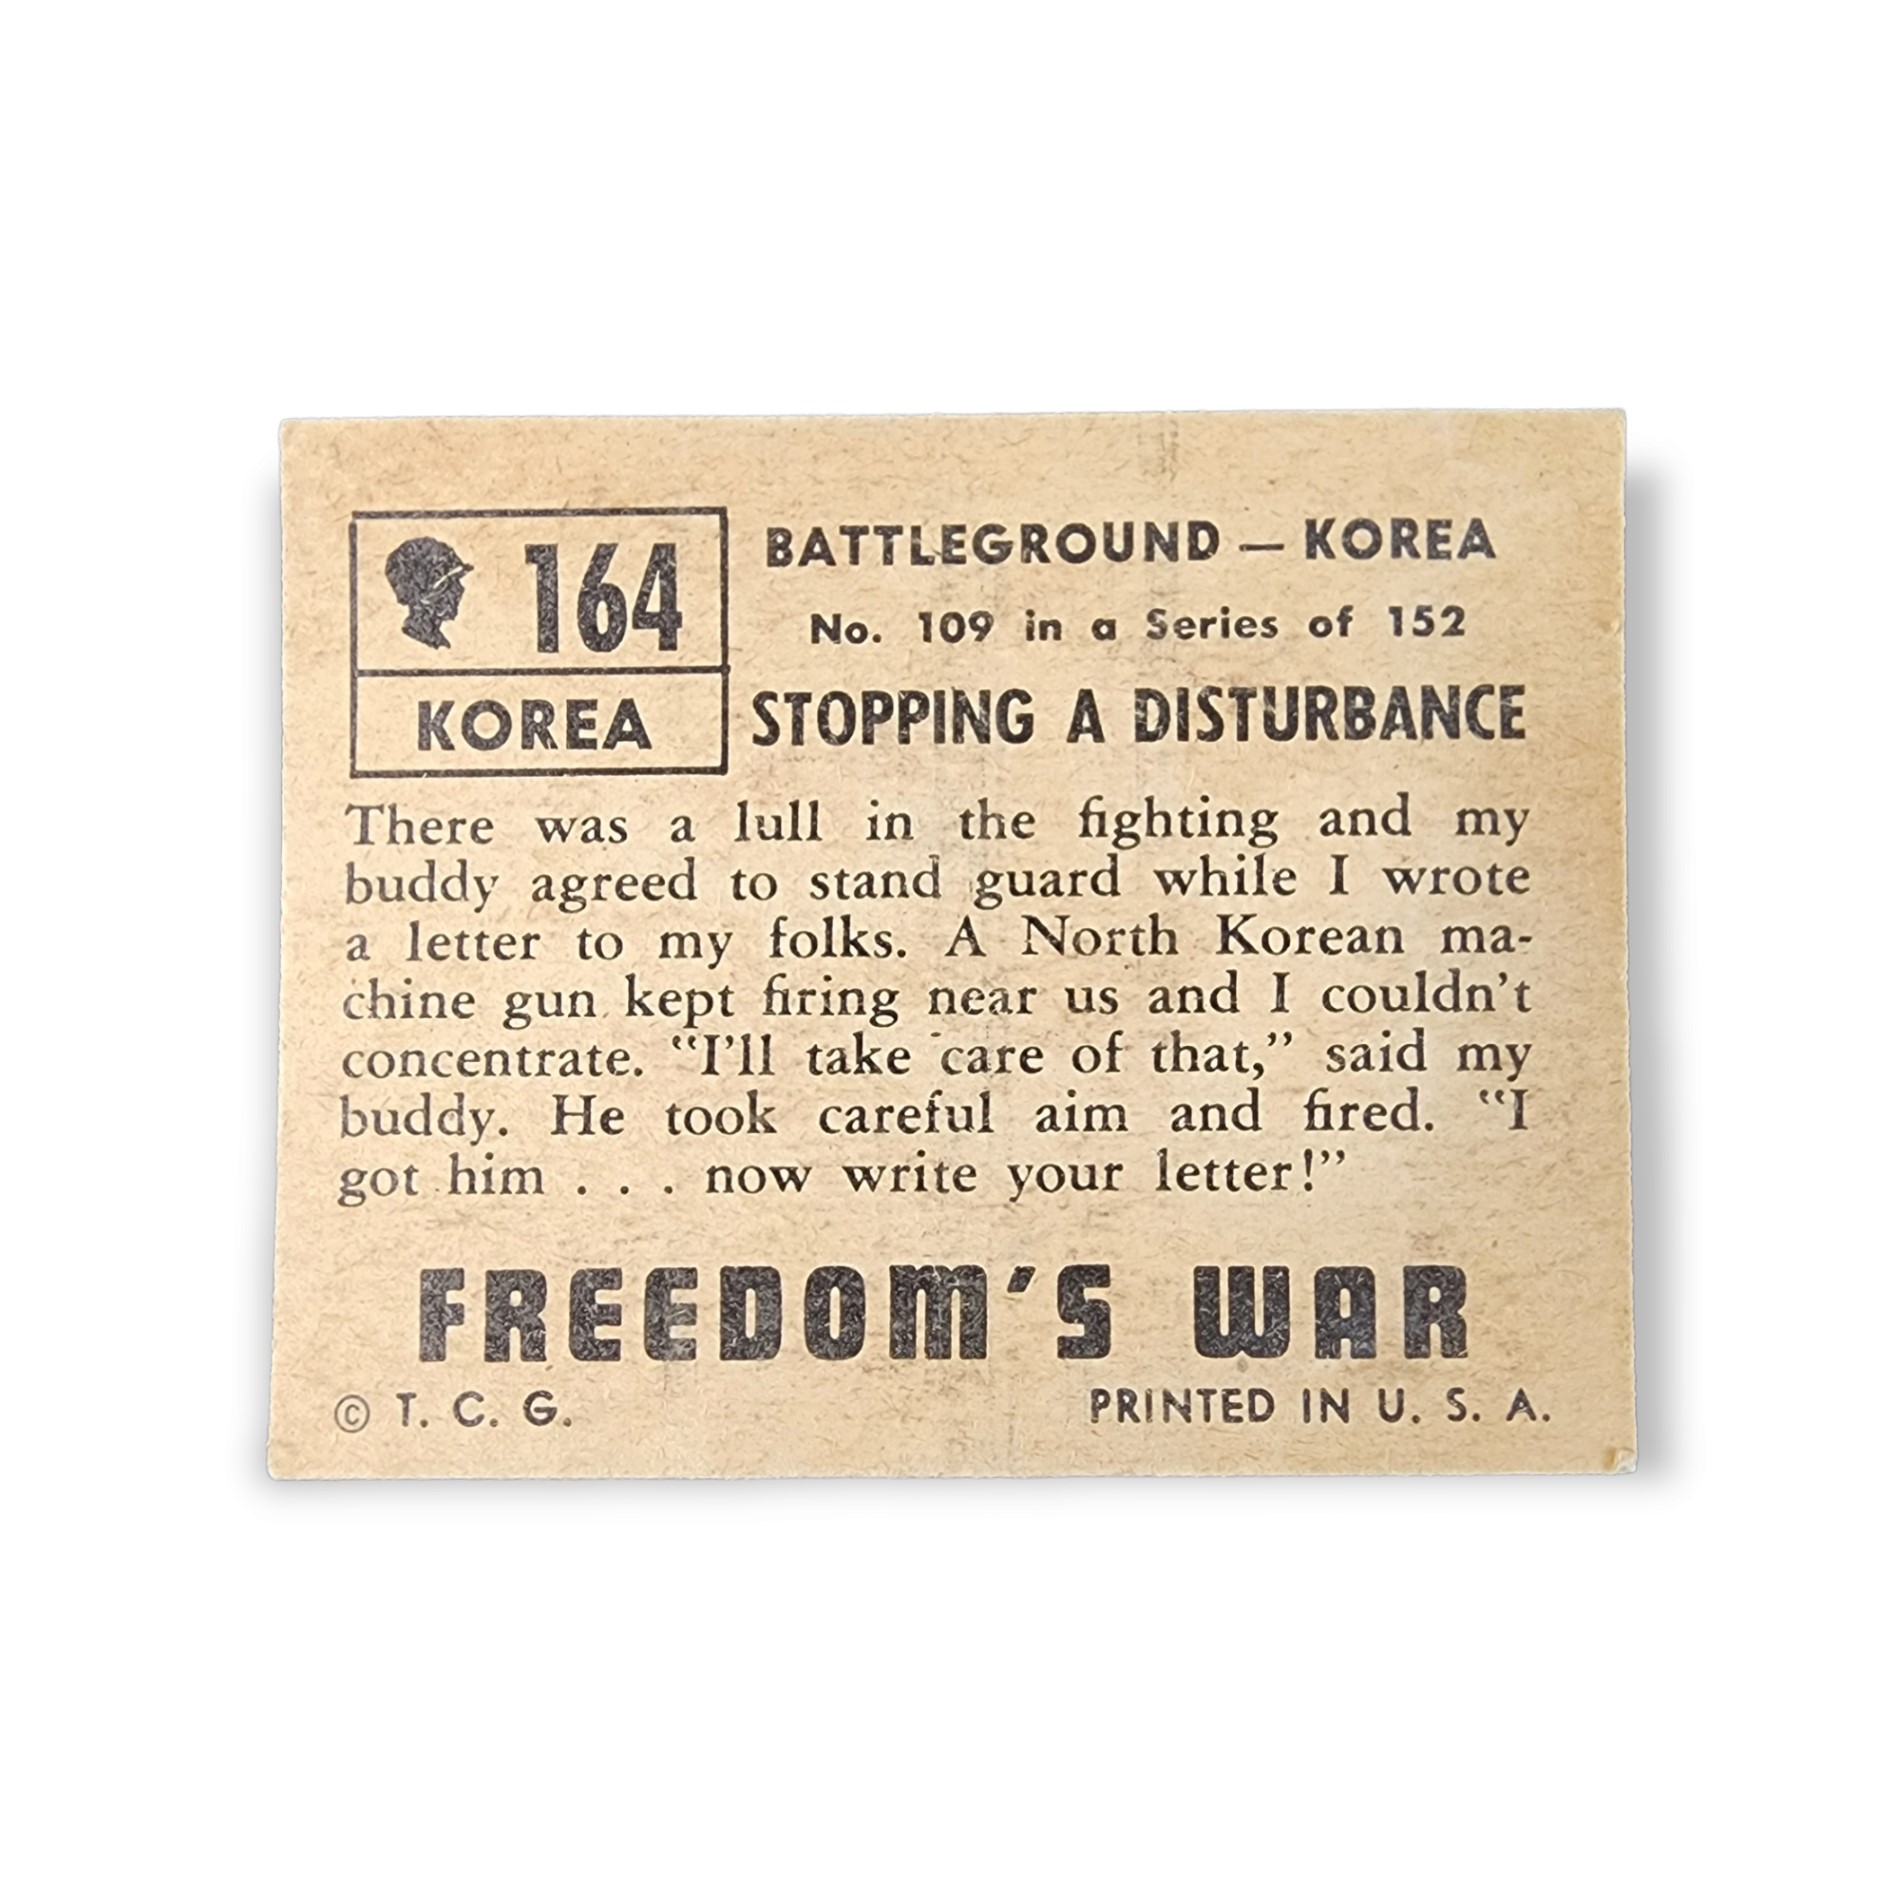 164
KOREA
BATTLEGROUND — KOREA
No. 109 in a Series of 152
STOPPING A DISTURBANCE
There was a lull in the fighting and my
buddy agreed to stand guard while I wrote
a letter to my folks. A North Korean ma-
chine gun kept firing near us and I couldn't
concentrate. "I'll take care of that," said my
buddy. He took careful aim and fired. "I
got him . . . now write your letter!"
FREEDOM'S WAR
© T. C. G.
PRINTED IN U. S. A.